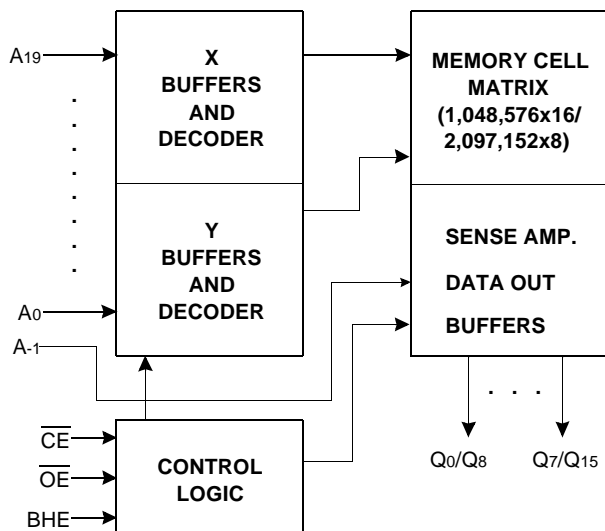 A19
X
BUFFERS
AND
DECODER
MEMORY CELL
MATRIX
(1,048,576x16/
2,097,152x8)
Y
BUFFERS
AND
DECODER
SENSE AMP.
DATA OUT
BUFFERS
A0
A-1
CE
OE
BHE
CONTROL
LOGIC
Q0/Q8
Q7/Q15